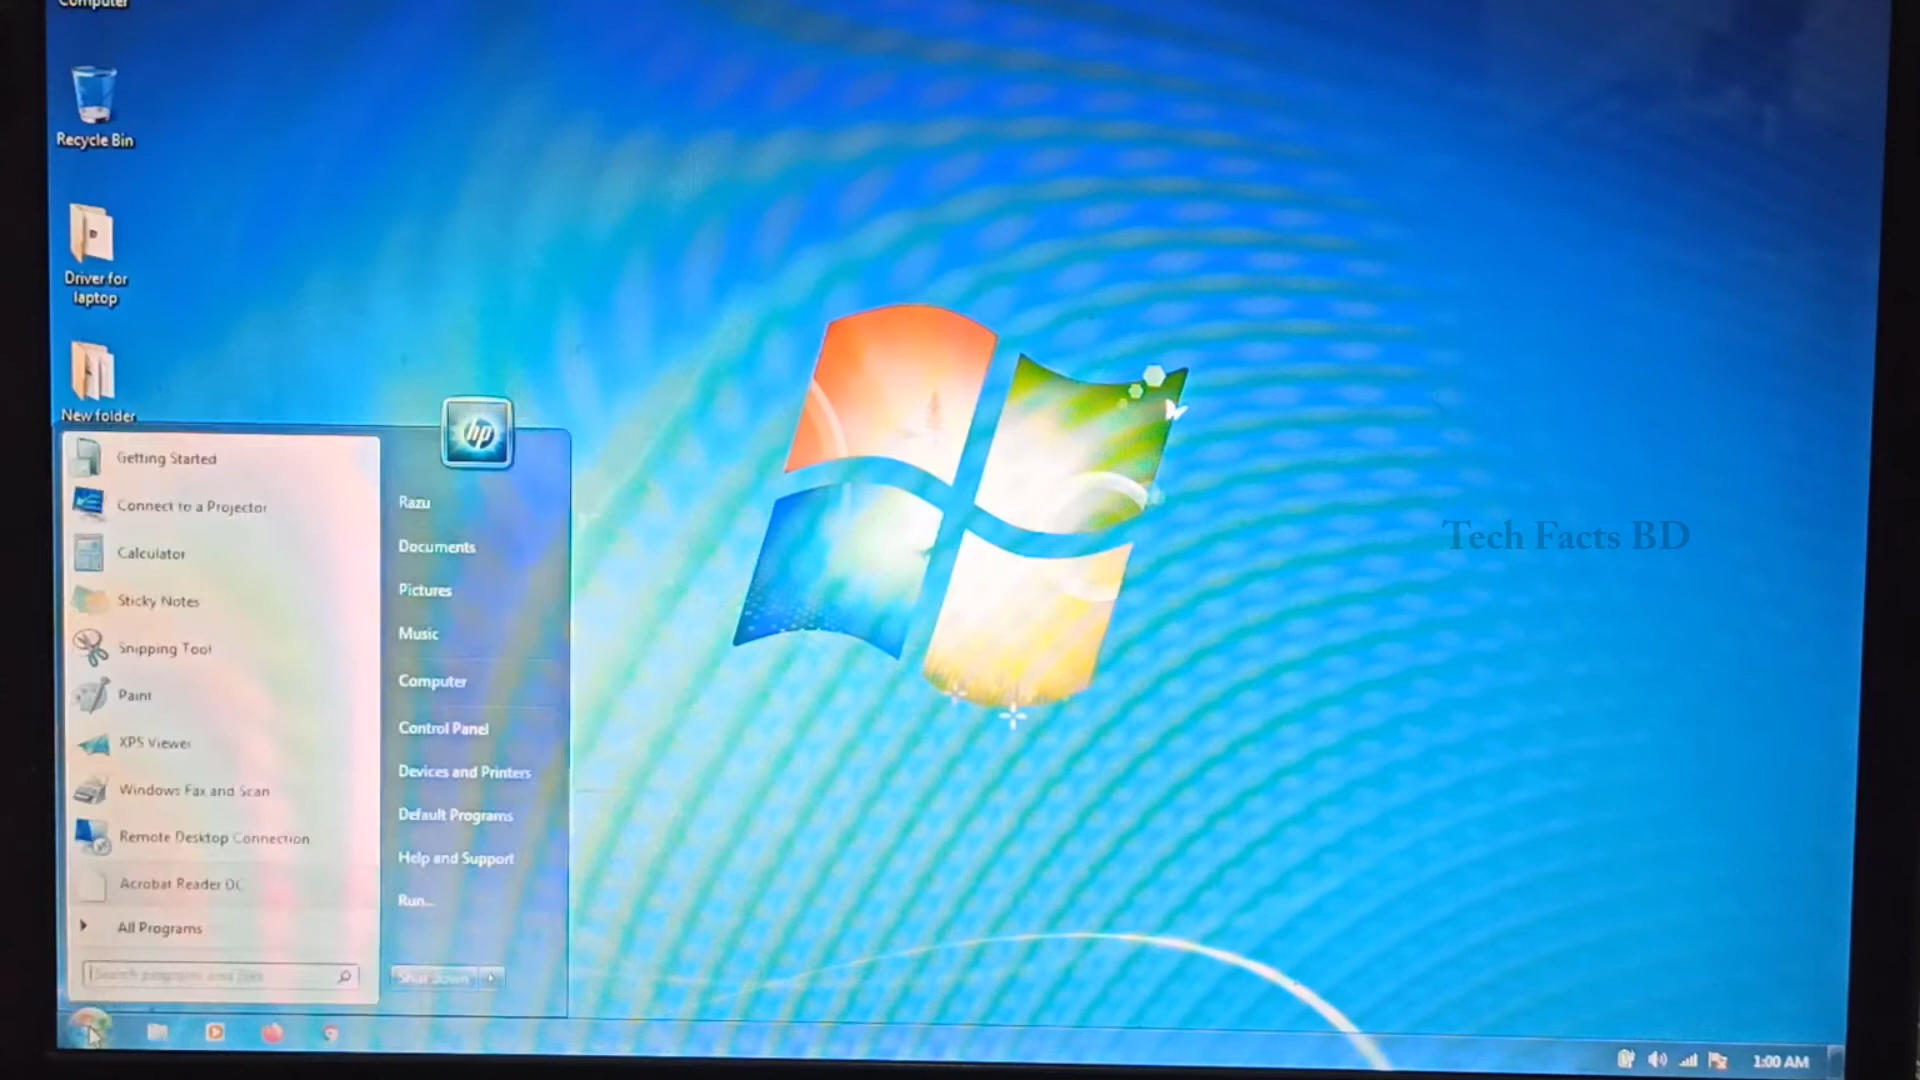 Computer
Recycle Bin
Driver for
laptop
New folder
hp
Getting Started
Connect to a Projector
Calculator
Sticky Notes
Snipping Tool
Paint
XPS Viewer
Windows Fax and Scan
Remote Desktop Connection
Acrobat Reader DC
All Programs
Search programs and files
Razu
Documents
Pictures
Music
Computer
Control Panel
Devices and Printers
Default Programs
Help and Support
Run...
Shut down
Tech Facts BD
1:00 AM